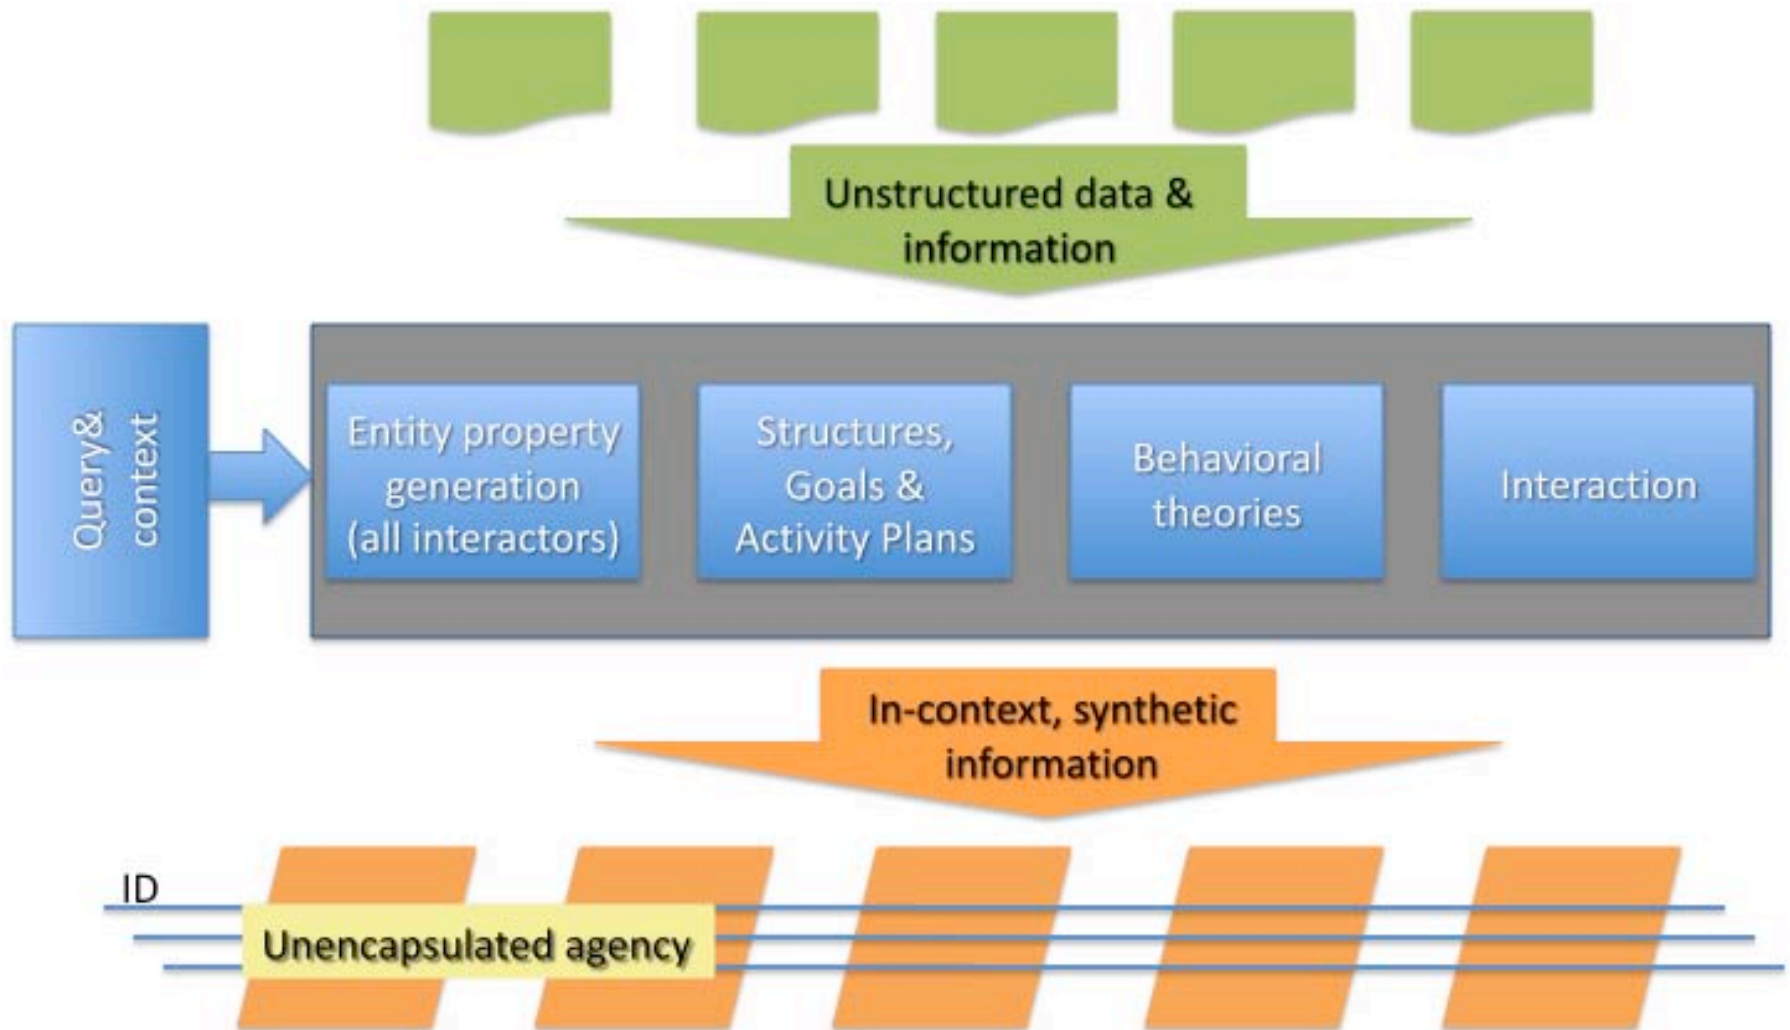 Unstructured data &
information
Query&
context
Entity property
generation
(all interactors)
Structures,
Goals &
Activity Plans
Behavioral
theories
Interaction
In-context, synthetic
information
ID
Unencapsulated agency